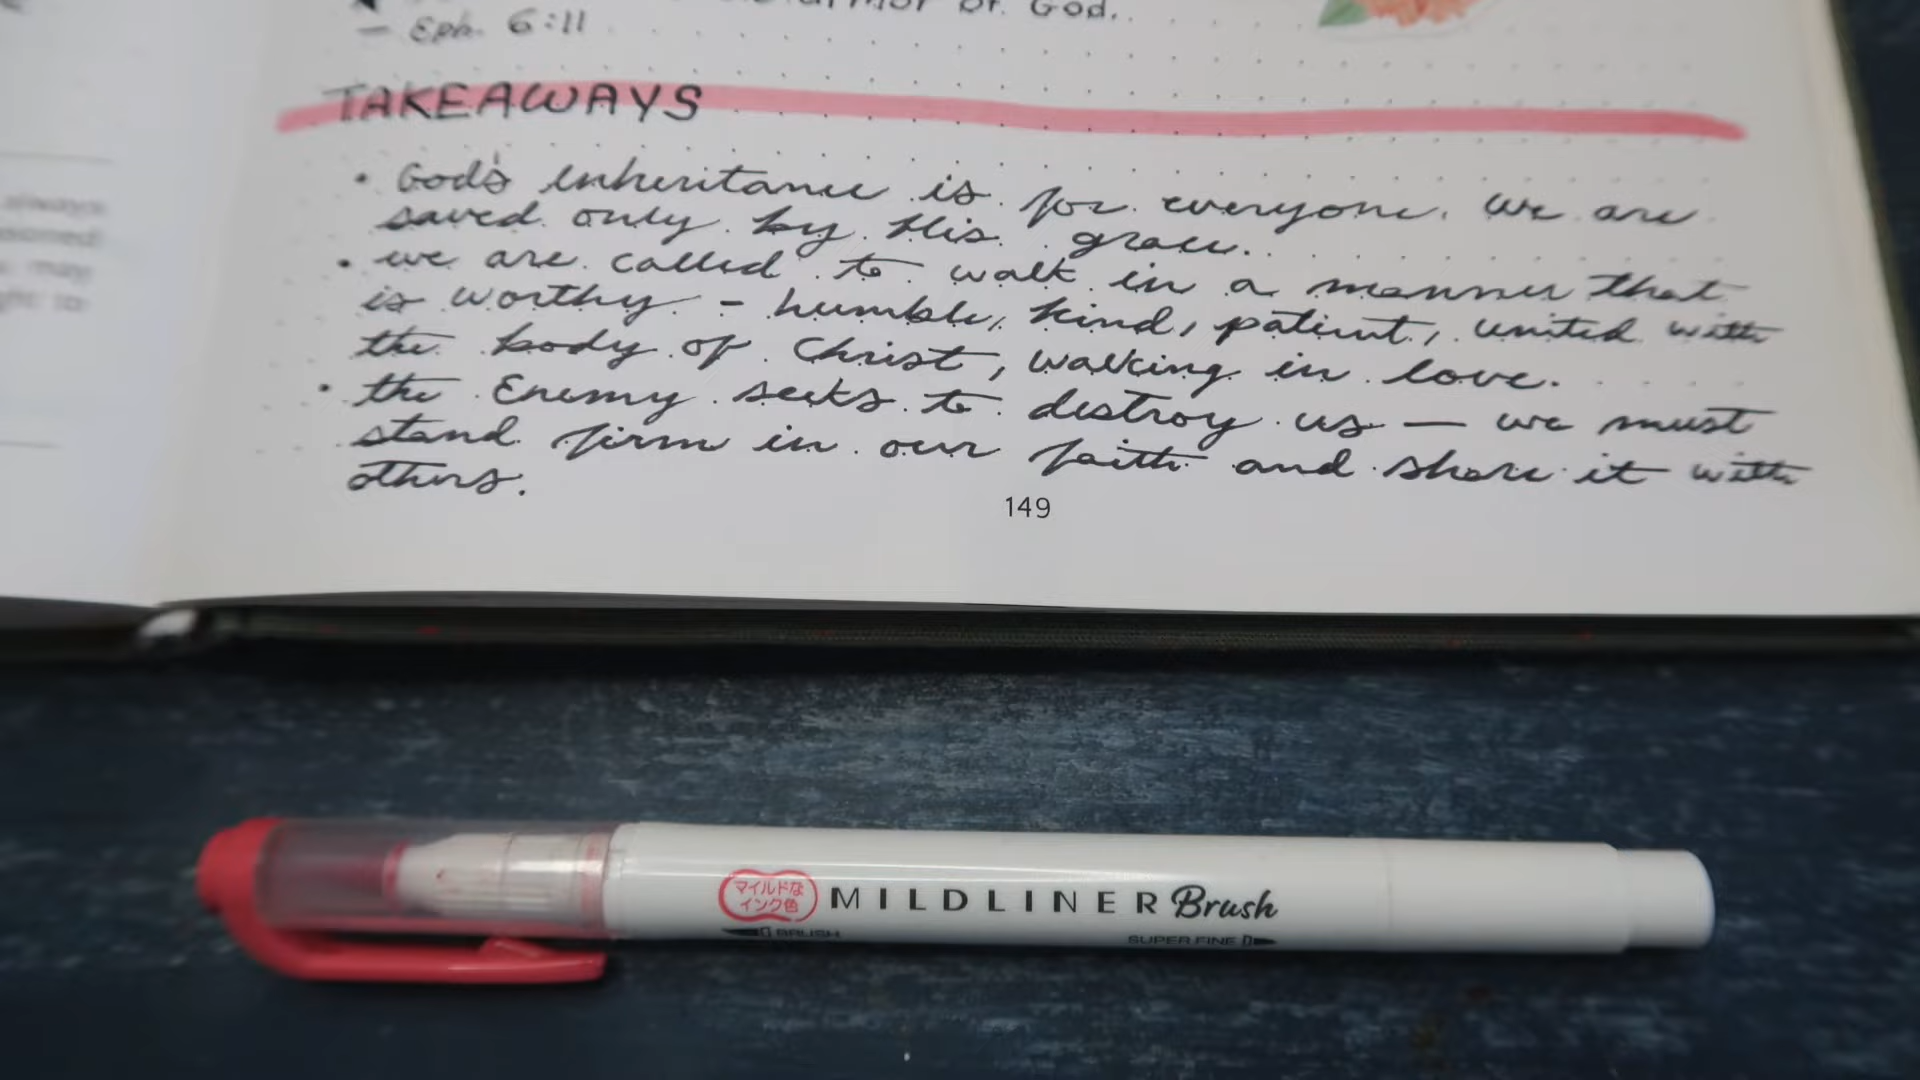 armor of God.
— Eph. 6:11
TAKEAWAYS
• God's inheritance is for everyone. We are
saved only by His grace.
• we are called to walk in a manner that
is worthy - humble, kind, patient, united with
the body of Christ, walking in love.
• the Enemy seeks to destroy us — we must
stand firm in our faith and share it with
others.
149
always
may
マイルドな
インク色
MILDLINER Brush
BRUSH
SUPER FINE